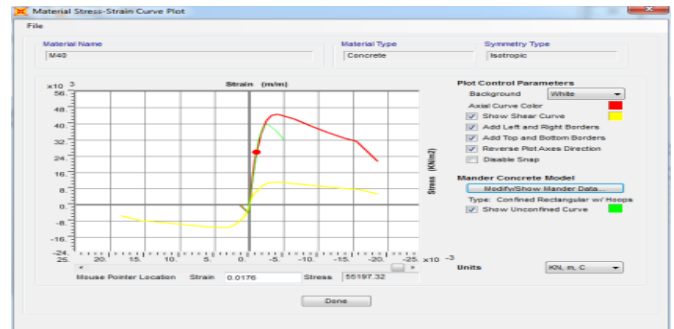 Material Stress-Strain Curve Plot
File
Material Name
M40
Material Type
Concrete
Symmetry Type
Isotropic
x10 3
Strain (m/m)
56.
48.
40.
32.
24.
16.
8.
0.
-8.
-16.
-24.
25. 20. 15. 10. 5. 0. -5. -10. -15. -20. -25. x10 -3
Stress (KN/m2)
Mouse Pointer Location Strain 0.0176 Stress 55197.32
Plot Control Parameters
Background White
Axial Curve Color
Show Shear Curve
Add Left and Right Borders
Add Top and Bottom Borders
Reverse Plot Axes Direction
Disable Snap
Mander Concrete Model
Modify/Show Mander Data...
Type: Confined Rectangular w/ Hoops
Show Unconfined Curve
Units KN, m, C
Done